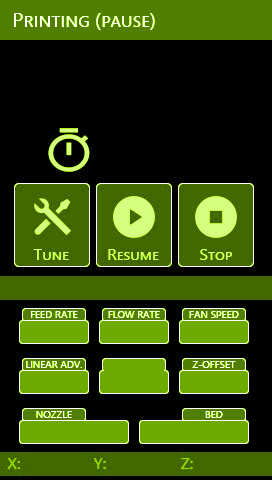 Printing (pause)
Tune Resume Stop
FEED RATE FLOW RATE FAN SPEED
LINEAR ADV. Z-OFFSET
NOZZLE BED
X: Y: Z: